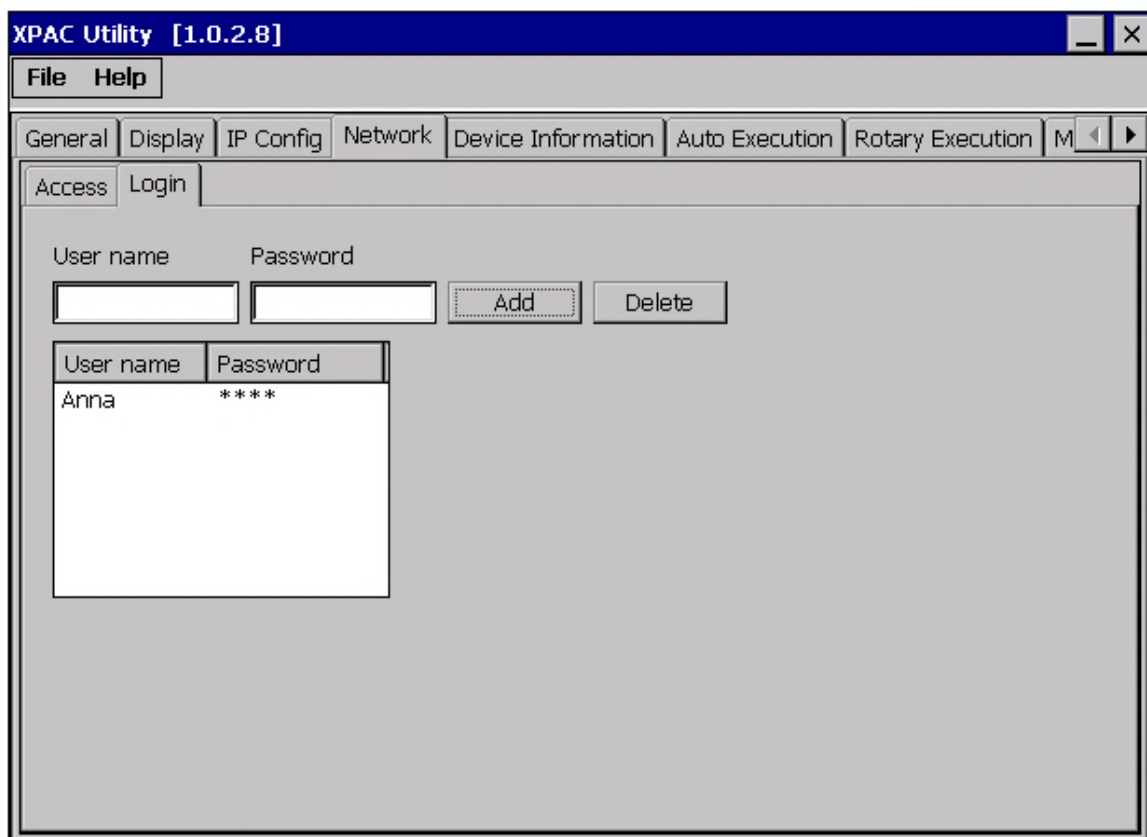 XPAC Utility [1.0.2.8]
File Help
General Display IP Config Network Device Information Auto Execution Rotary Execution M
Access Login
User name Password
Add Delete
User name Password
Anna ****